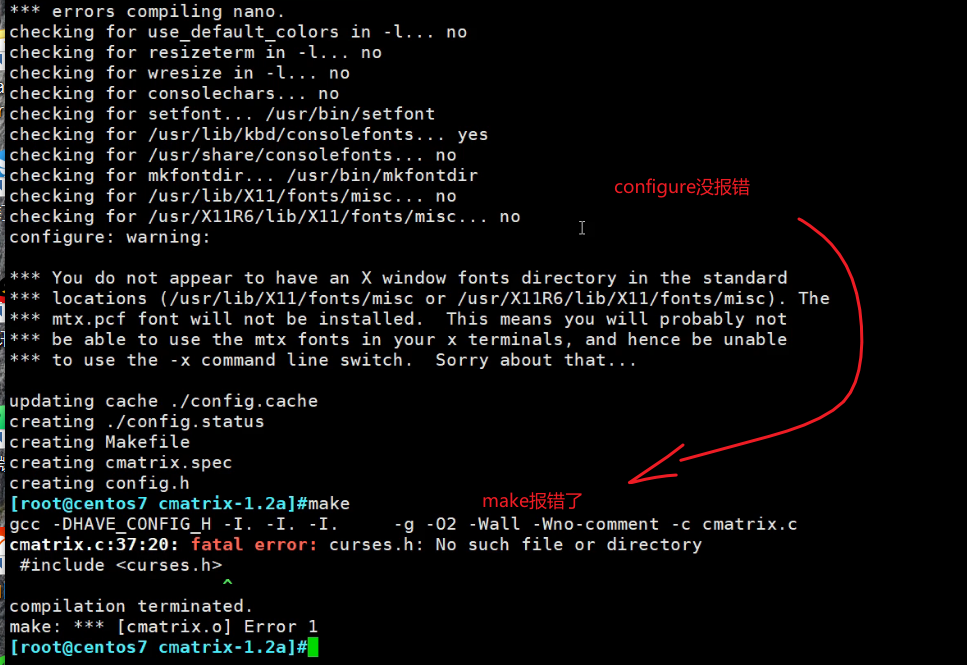 *** errors compiling nano.
checking for use_default_colors in -l... no
checking for resizeterm in -l... no
checking for wresize in -l... no
checking for consolechars... no
checking for setfont... /usr/bin/setfont
checking for /usr/lib/kbd/consolefonts... yes
checking for /usr/share/consolefonts... no
checking for mkfontdir... /usr/bin/mkfontdir
configure没报错
checking for /usr/lib/X11/fonts/misc... no
checking for /usr/X11R6/lib/X11/fonts/misc... no
configure: warning:
*** You do not appear to have an X window fonts directory in the standard
*** locations (/usr/lib/X11/fonts/misc or /usr/X11R6/lib/X11/fonts/misc). The
*** mtx.pcf font will not be installed.  This means you will probably not
*** be able to use the mtx fonts in your x terminals, and hence be unable
*** to use the -x command line switch.  Sorry about that...
updating cache ./config.cache
creating ./config.status
creating Makefile
creating cmatrix.spec
creating config.h
[root@centos7 cmatrix-1.2a]#make
make报错了
gcc -DHAVE_CONFIG_H -I. -I. -I.     -g -O2 -Wall -Wno-comment -c cmatrix.c
cmatrix.c:37:20: fatal error: curses.h: No such file or directory
 #include <curses.h>
^
compilation terminated.
make: *** [cmatrix.o] Error 1
[root@centos7 cmatrix-1.2a]#